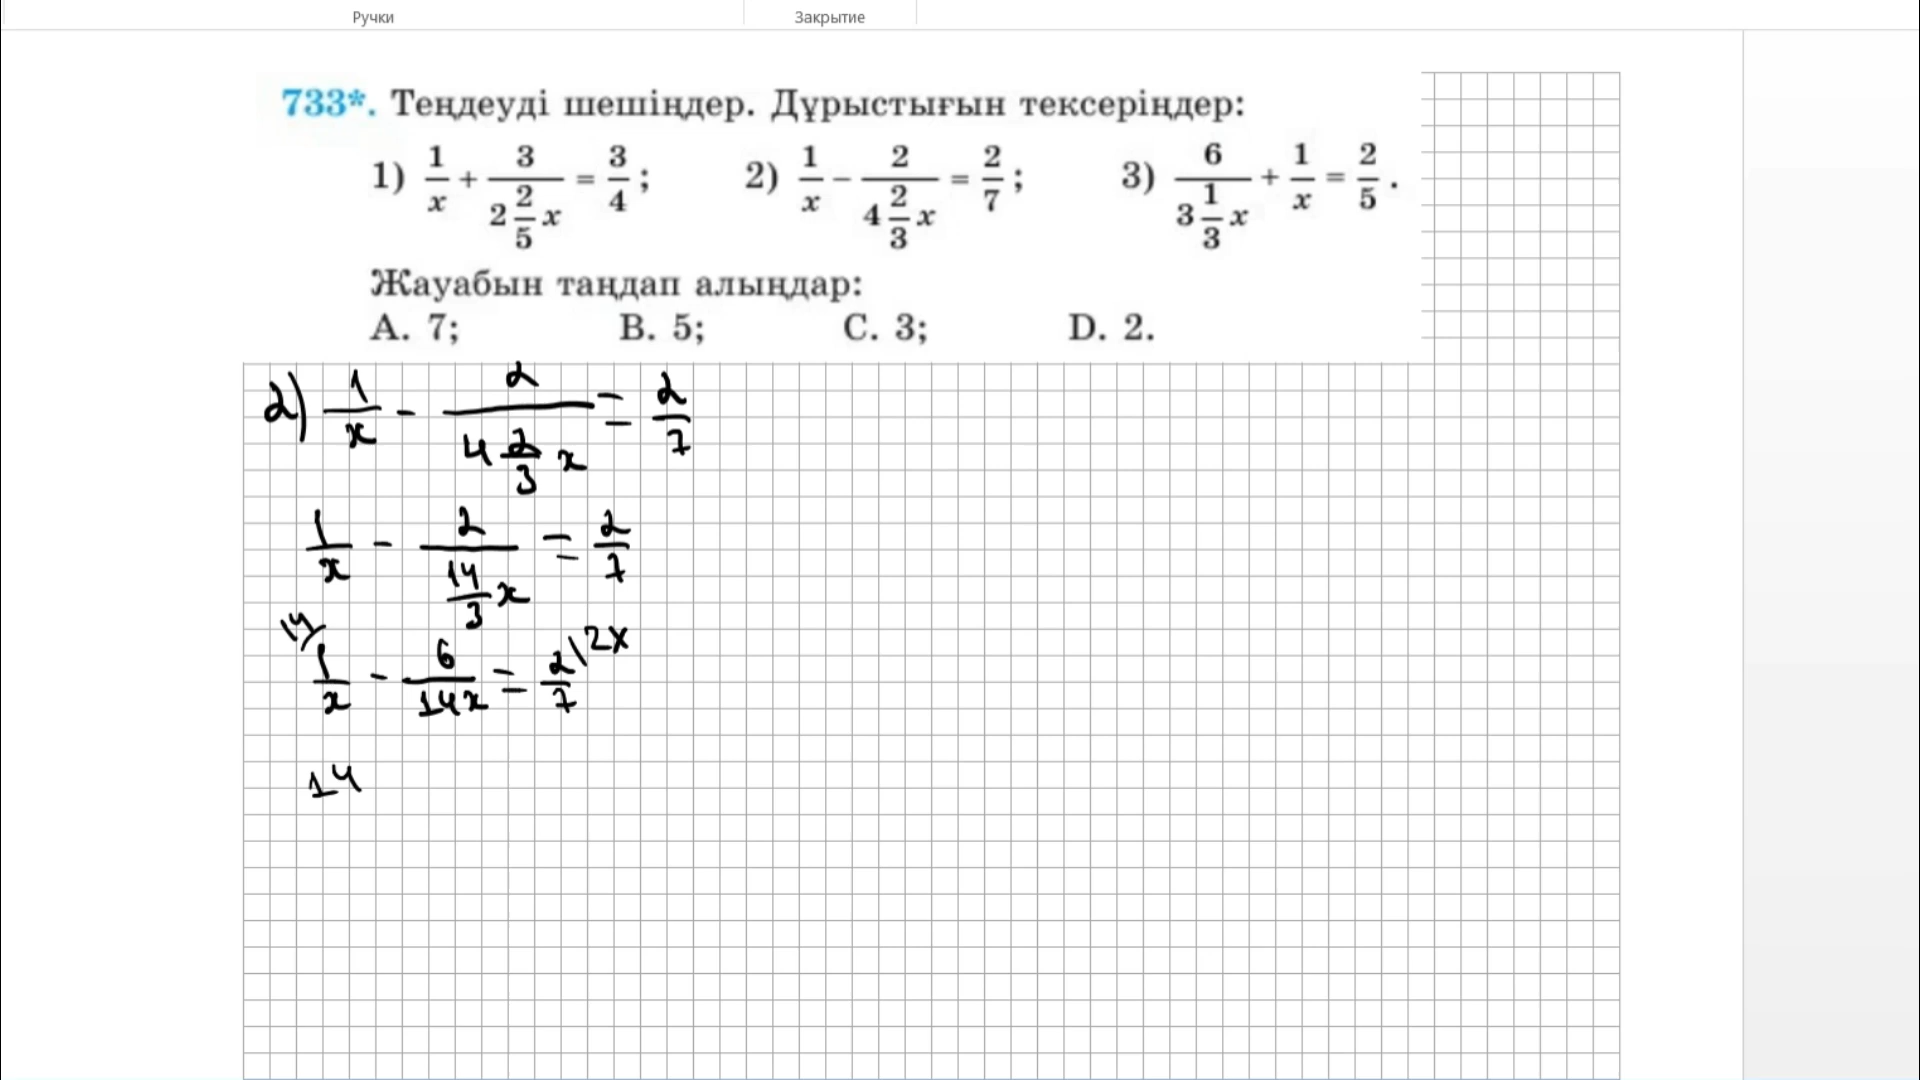 Ручки Закрытие
733*. Теңдеуді шешіңдер. Дұрыстығын тексеріңдер:
1) 1/x + 3/(2 2/5 x) = 3/4; 2) 1/x − 2/(4 2/3 x) = 2/7; 3) 6/(3 1/3 x) + 1/x = 2/5.
Жауабын таңдап алыңдар:
A. 7; B. 5; C. 3; D. 2.
2) 1/x - 2/(4 2/3 x) = 2/7
1/x - 2/(14/3 x) = 2/7
14/ 1/x - 6/14x = 2/7 \2x
14